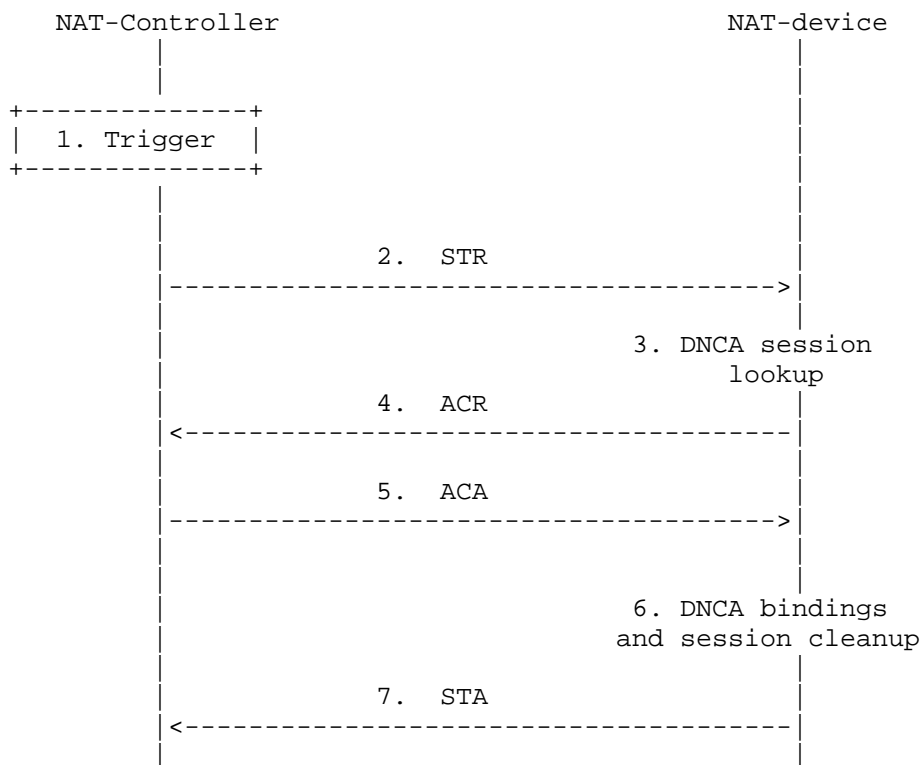 NAT-Controller NAT-device
1. Trigger
2. STR
3. DNCA session
lookup
4. ACR
5. ACA
6. DNCA bindings
and session cleanup
7. STA